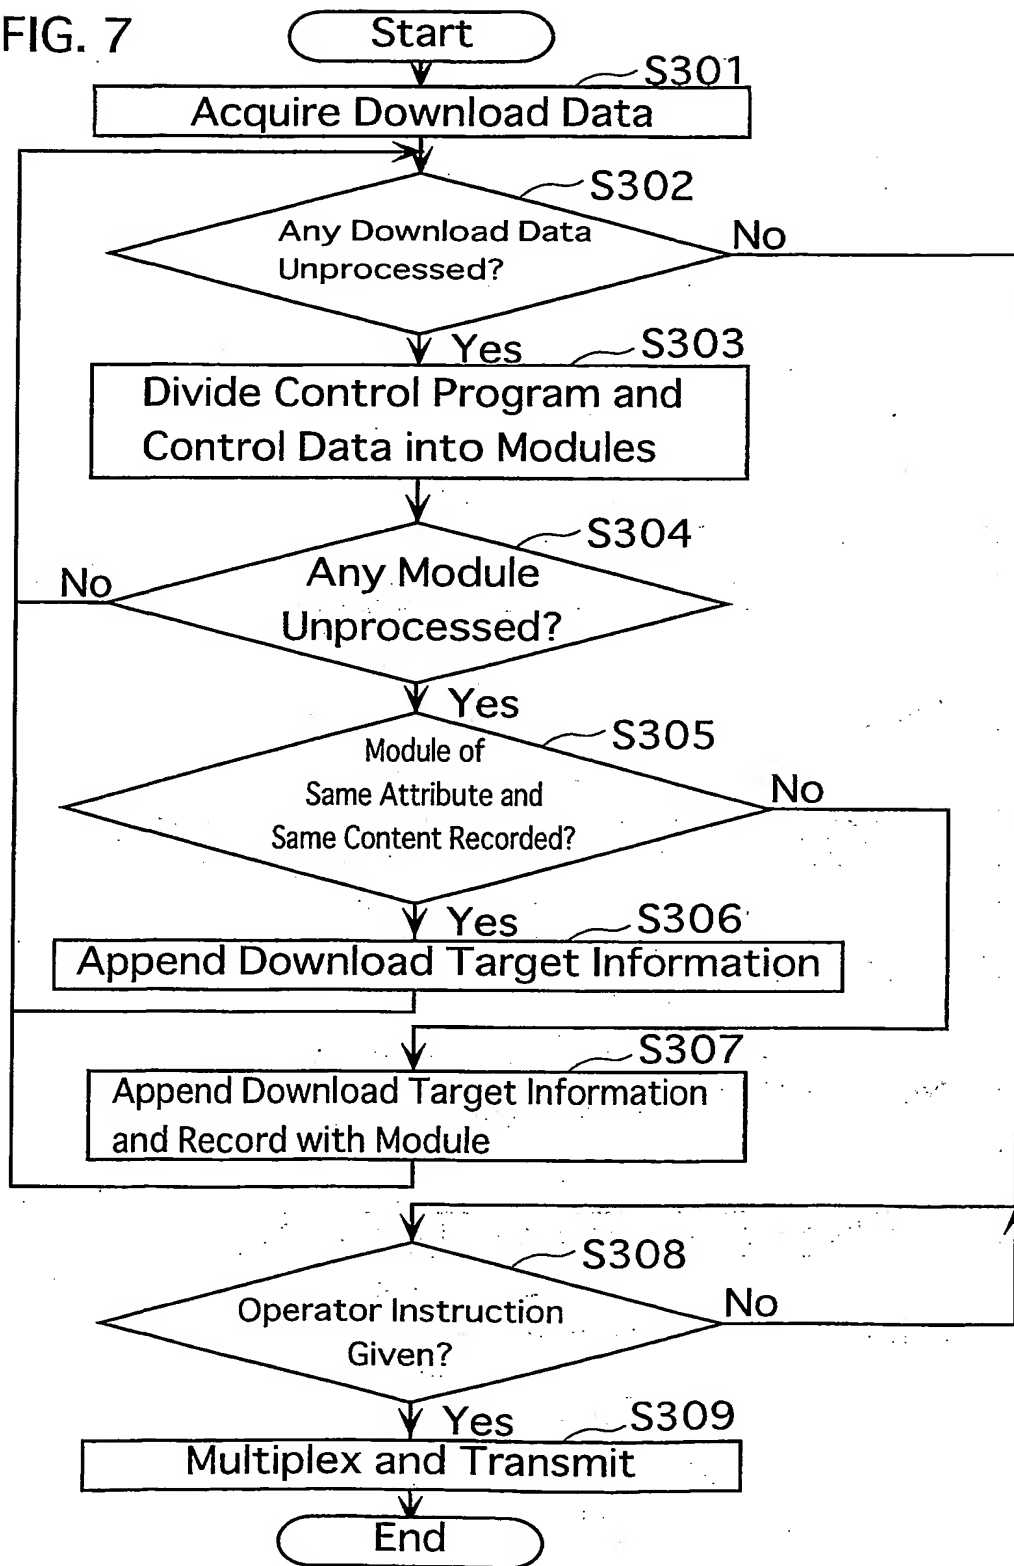 FIG. 7
Start
S301
Acquire Download Data
S302
Any Download Data
Unprocessed?
No
Yes
S303
Divide Control Program and
Control Data into Modules
S304
No
Any Module
Unprocessed?
Yes
S305
Module of
Same Attribute and
Same Content Recorded?
No
Yes
S306
Append Download Target Information
S307
Append Download Target Information
and Record with Module
S308
Operator Instruction
Given?
No
Yes
S309
Multiplex and Transmit
End